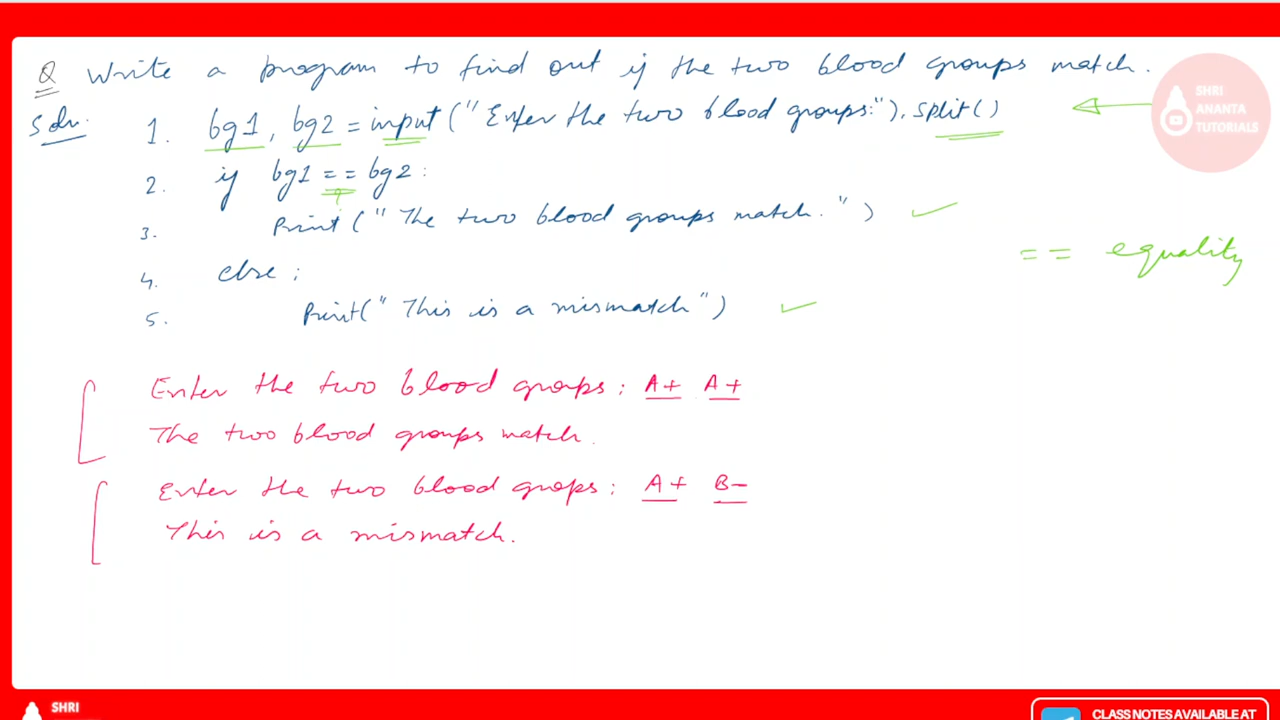 Q Write a program to find out if the two blood groups match.
Soln. 1. bg1, bg2 = input("Enter the two blood groups:").split()
2. if bg1 == bg2:
3. Print("The two blood groups match.")
4. else:
5. Print("This is a mismatch")
== equality
Enter the two blood groups: A+ A+
The two blood groups match.
Enter the two blood grops: A+ B-
This is a mismatch.
SHRI
ANANTA
TUTORIALS
SHRI
CLASS NOTES AVAILABLE AT